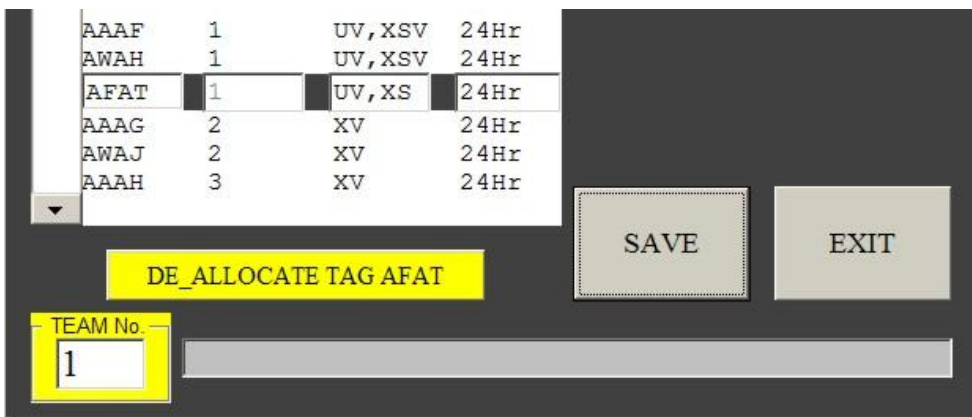 AAAF 1 UV,XSV 24Hr
AWAH 1 UV,XSV 24Hr
AFAT 1 UV,XS 24Hr
AAAG 2 XV 24Hr
AWAJ 2 XV 24Hr
AAAH 3 XV 24Hr
SAVE EXIT
DE_ALLOCATE TAG AFAT
TEAM No.
1